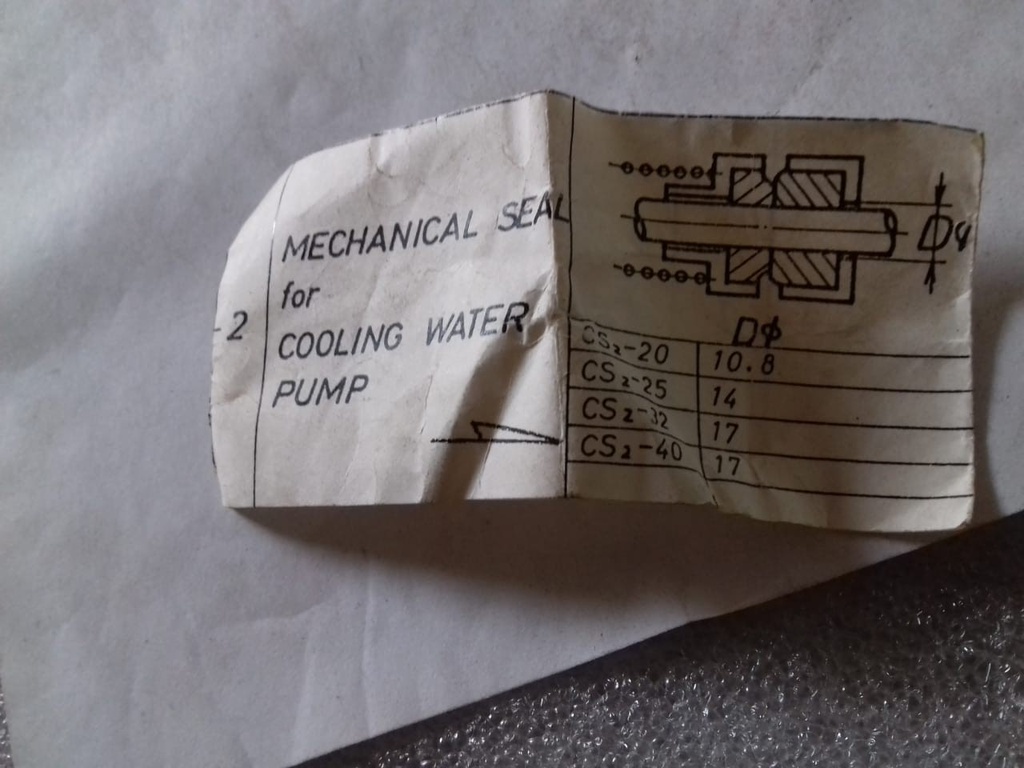 2
MECHANICAL SEAL
for
COOLING WATER
PUMP
Dφ
Dφ
CS₂-20 10.8
CS₂-25 14
CS₂-32 17
CS₂-40 17